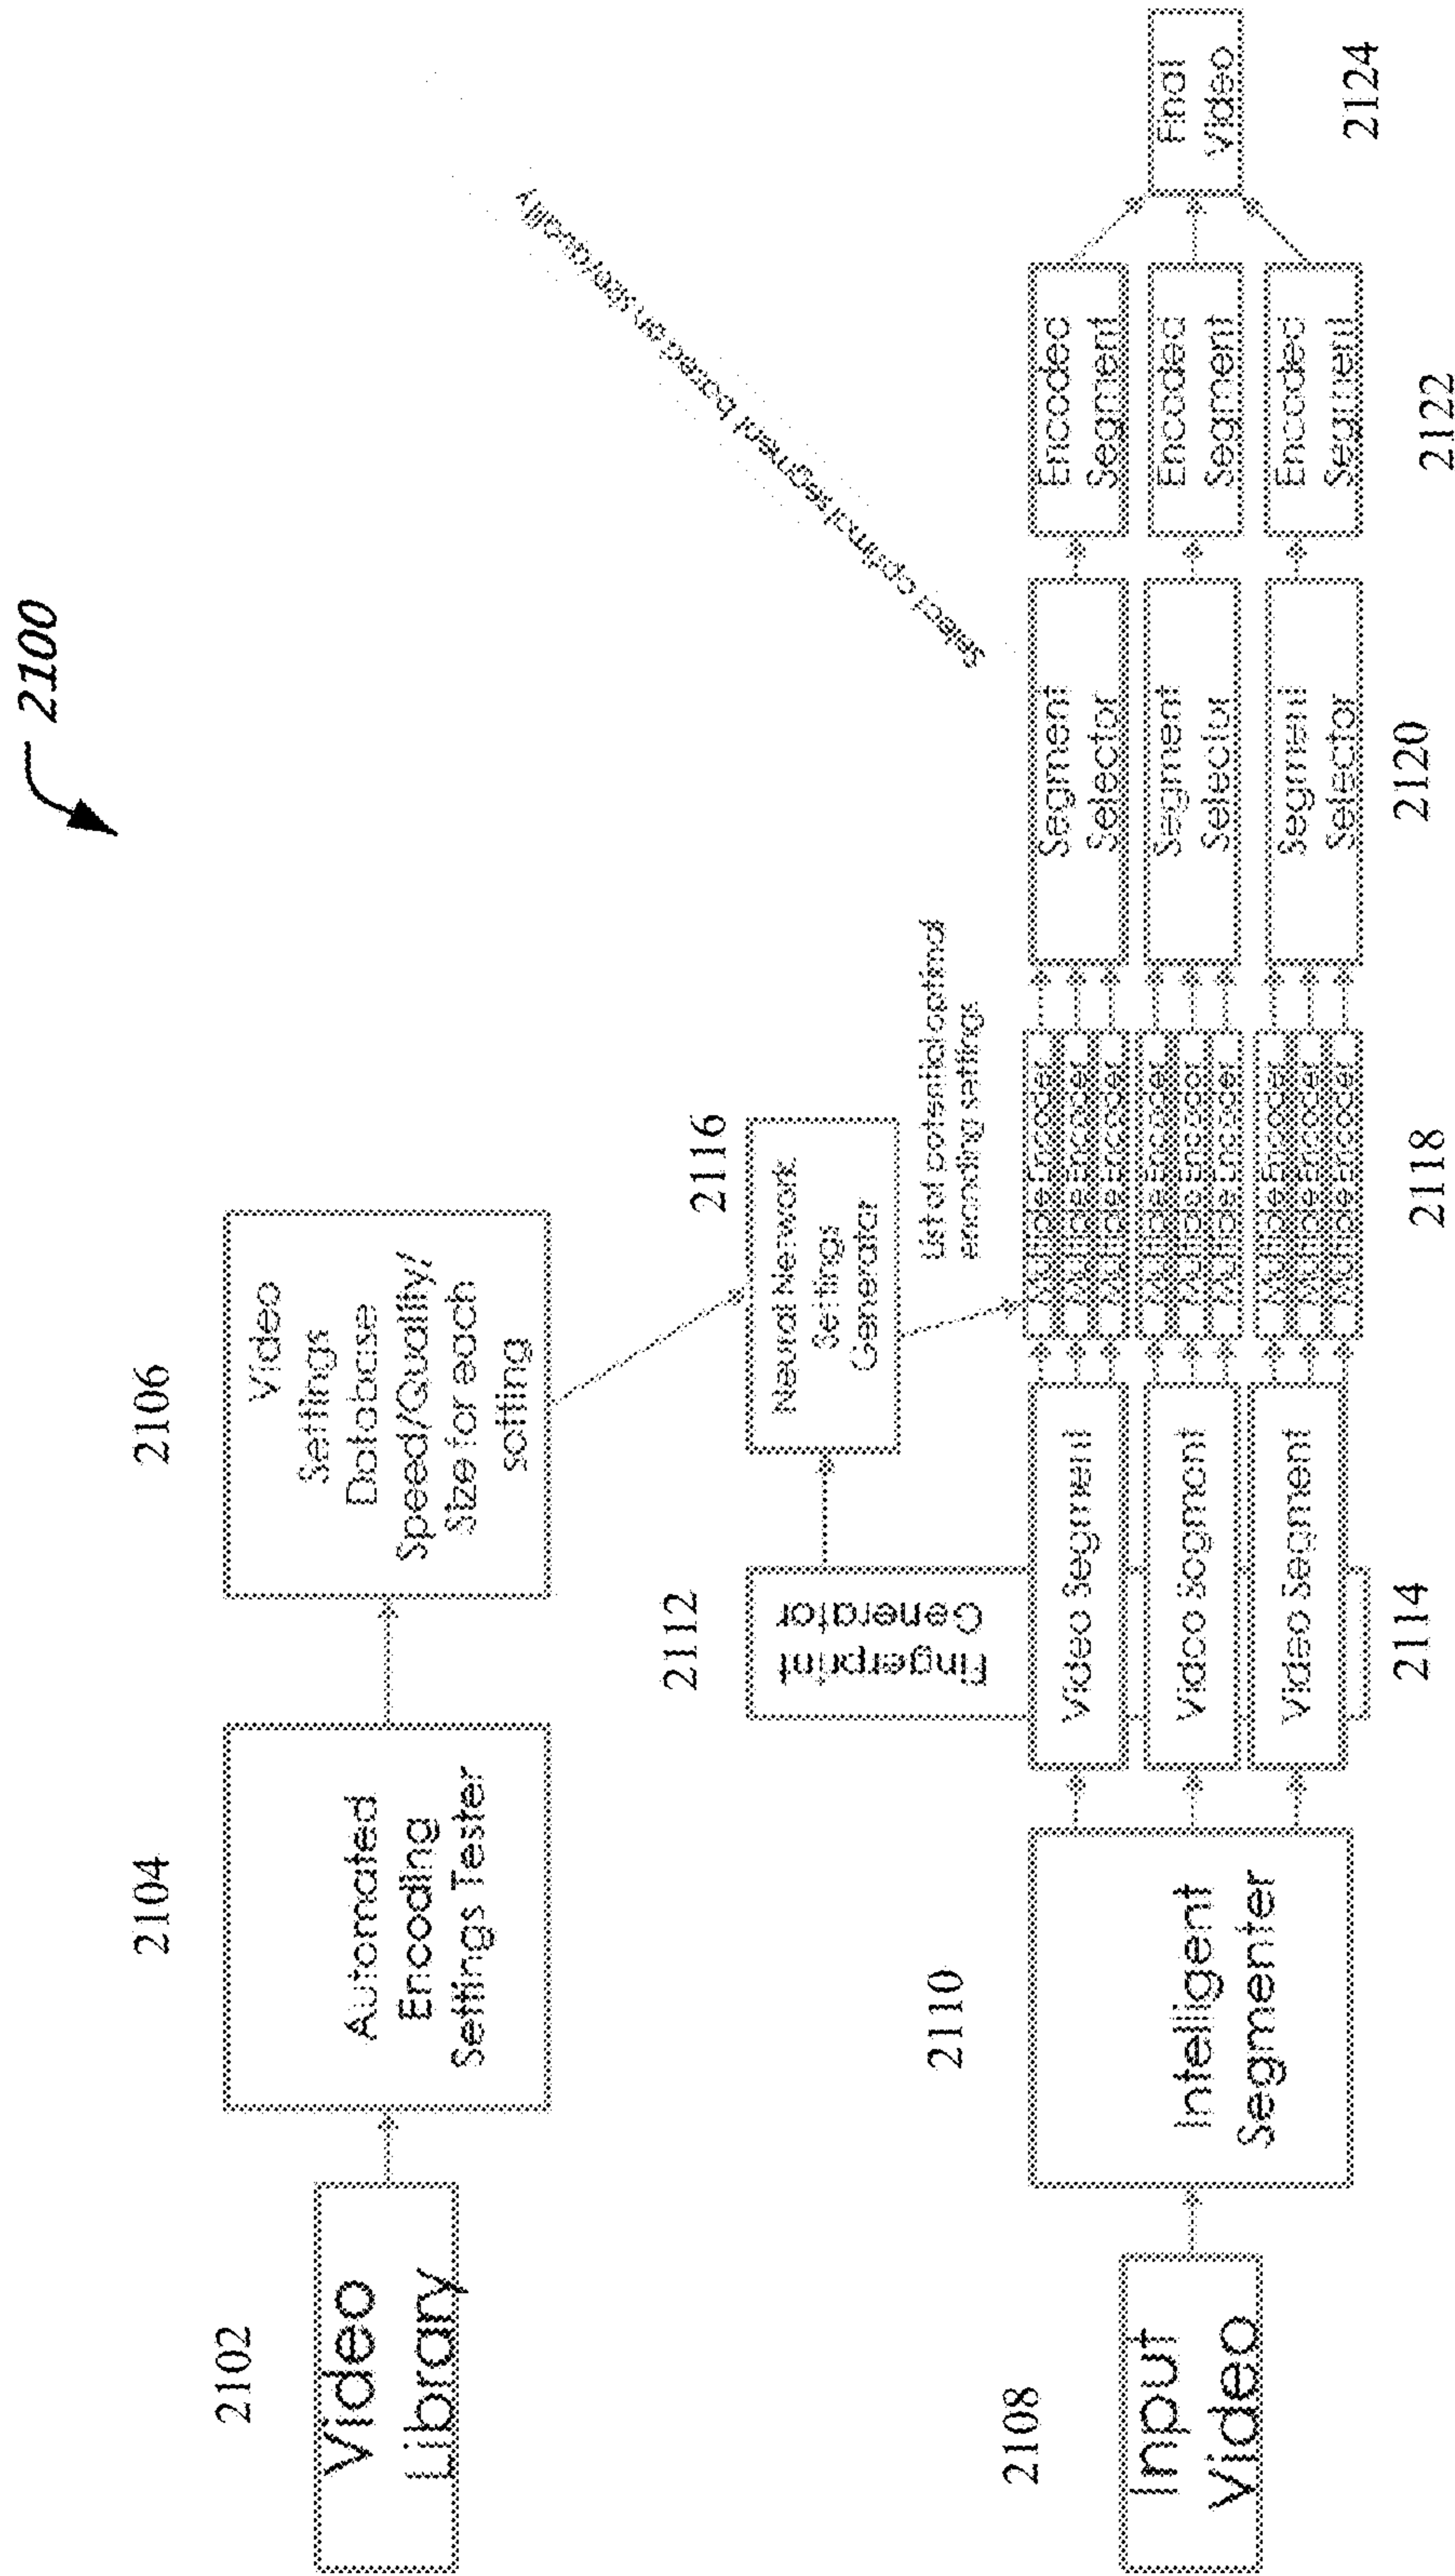 2100
2102
Video
Library
2104
Automated
Encoding
Settings Tester
2106
Video
Settings
Database
Speed/Quality/
Size for each
setting
2108
Input
Video
2110
Intelligent
Segmenter
2112
Fingerprint
Generator
2114
Video Segment
Video Segment
Video Segment
2116
Neural Network
Settings
Generator
List of potential optimal
encoding settings
2118
Multiple Encoder
Multiple Encoder
Multiple Encoder
Multiple Encoder
Multiple Encoder
Multiple Encoder
Multiple Encoder
Multiple Encoder
Multiple Encoder
Select optimal segment based on size/quality
2120
Segment
Selector
Segment
Selector
Segment
Selector
2122
Encoded
Segment
Encoded
Segment
Encoded
Segment
2124
Final
Video